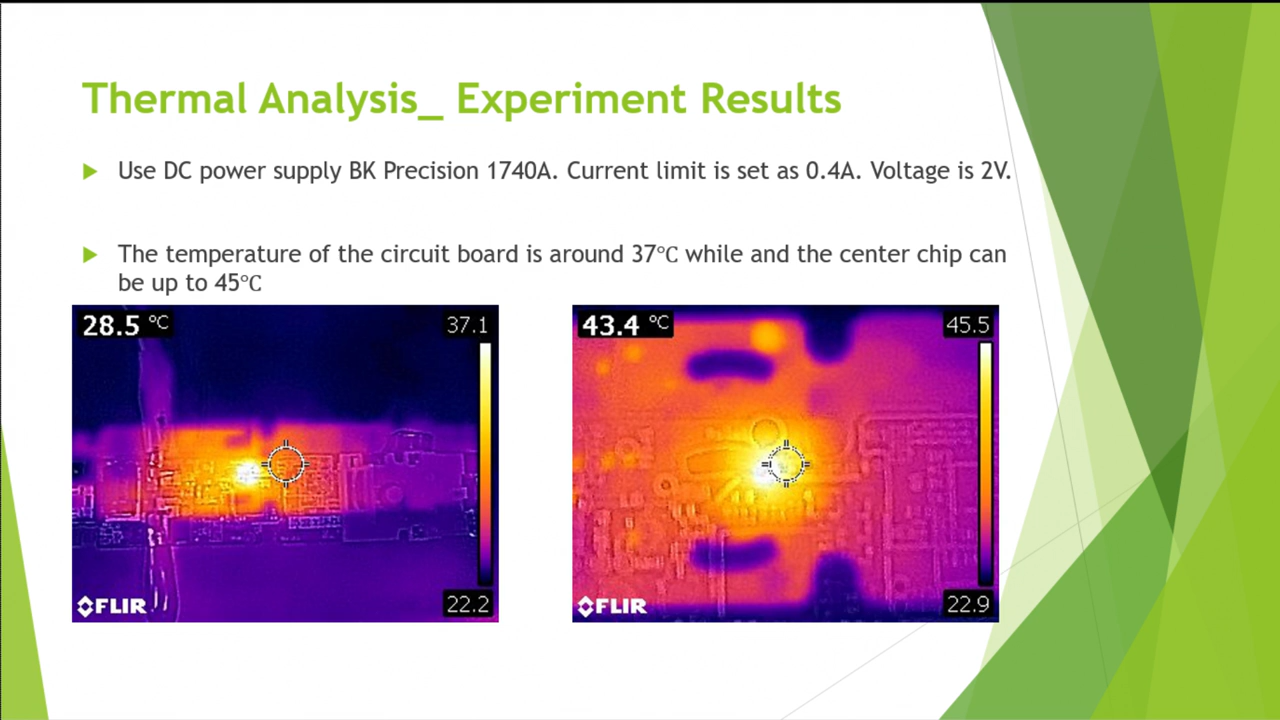 Thermal Analysis_ Experiment Results
Use DC power supply BK Precision 1740A. Current limit is set as 0.4A. Voltage is 2V.
The temperature of the circuit board is around 37℃ while and the center chip can
be up to 45℃
28.5 °C
37.1
22.2
FLIR
43.4 °C
45.5
22.9
FLIR